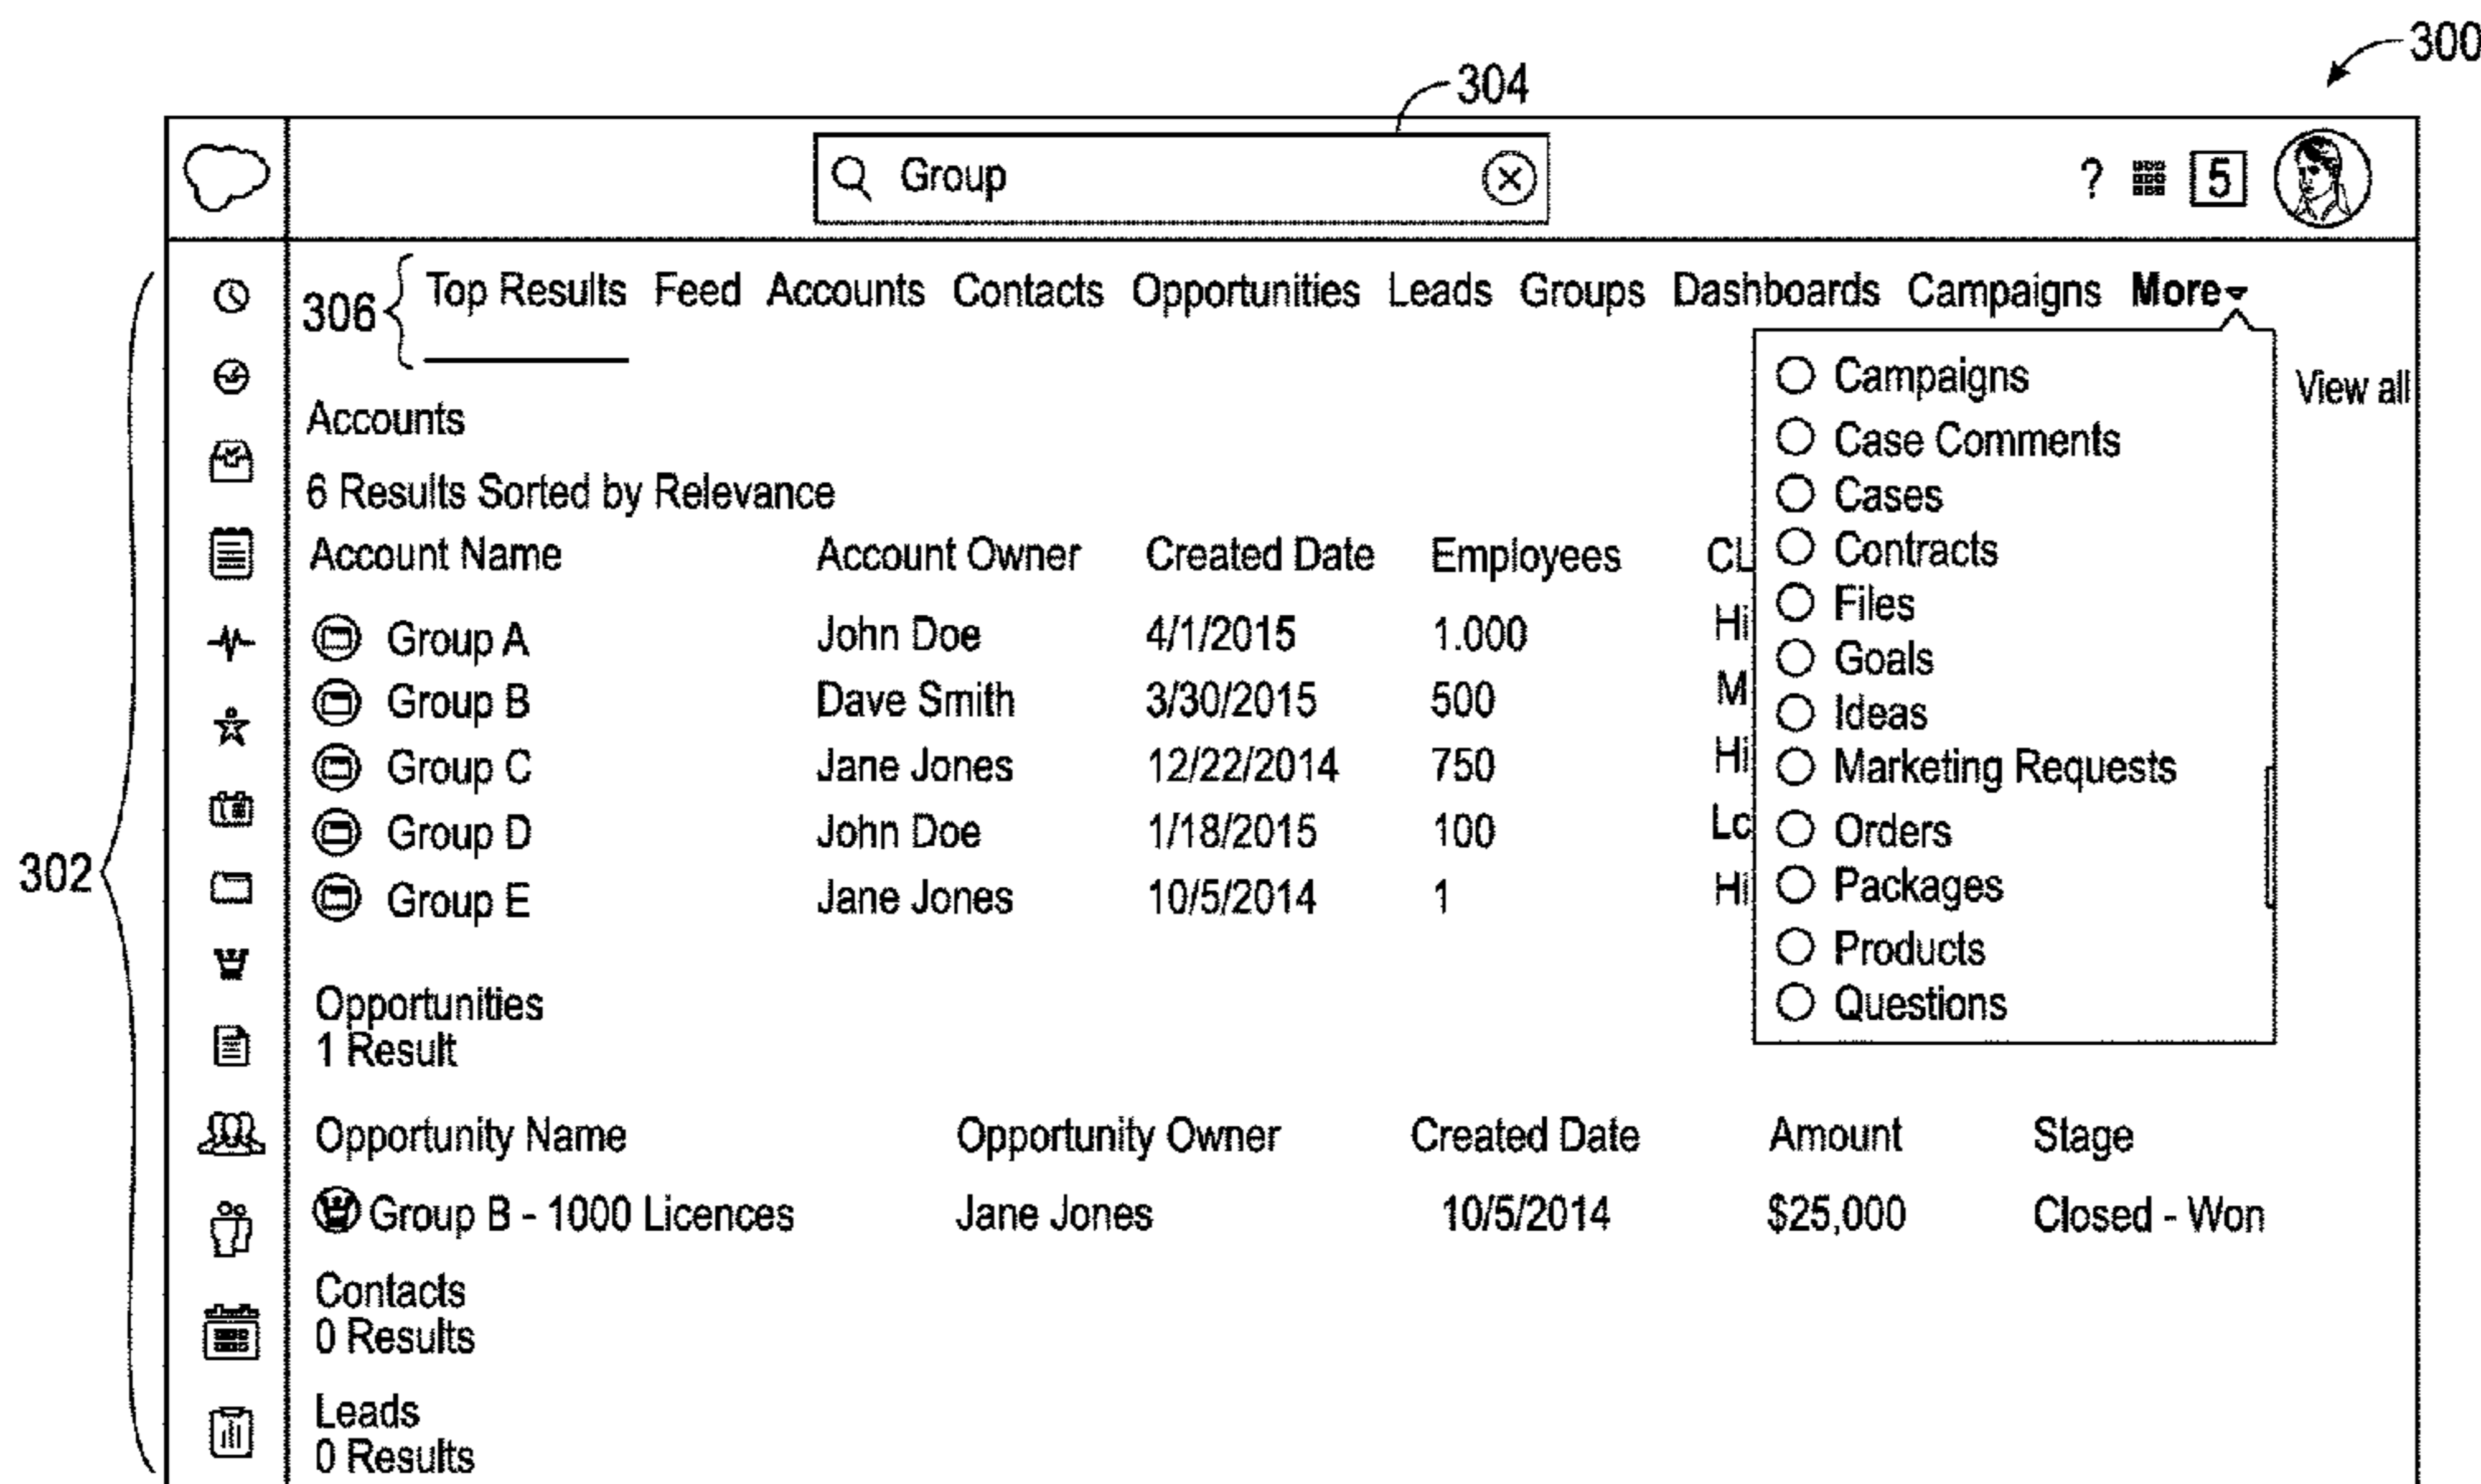 300
304
Group
? 5
306 Top Results Feed Accounts Contacts Opportunities Leads Groups Dashboards Campaigns More
View all
Accounts
6 Results Sorted by Relevance
Account Name Account Owner Created Date Employees CL
Group A John Doe 4/1/2015 1.000 Hi
Group B Dave Smith 3/30/2015 500 M
Group C Jane Jones 12/22/2014 750 Hi
Group D John Doe 1/18/2015 100 Lc
Group E Jane Jones 10/5/2014 1 Hi
Campaigns
Case Comments
Cases
Contracts
Files
Goals
Ideas
Marketing Requests
Orders
Packages
Products
Questions
302
Opportunities
1 Result
Opportunity Name Opportunity Owner Created Date Amount Stage
Group B - 1000 Licences Jane Jones 10/5/2014 $25,000 Closed - Won
Contacts
0 Results
Leads
0 Results